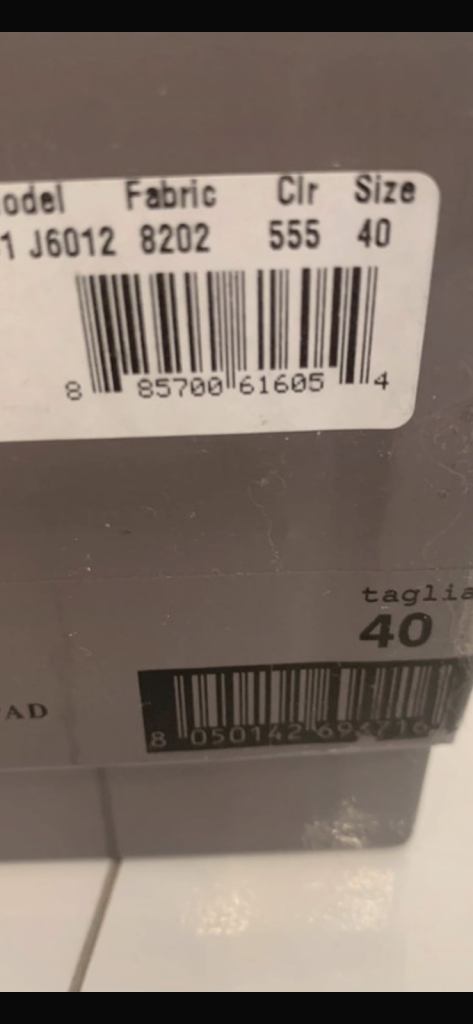 odel Fabric Clr Size
1 J6012 8202 555 40
8 85700 61605 4
taglia
40
AD